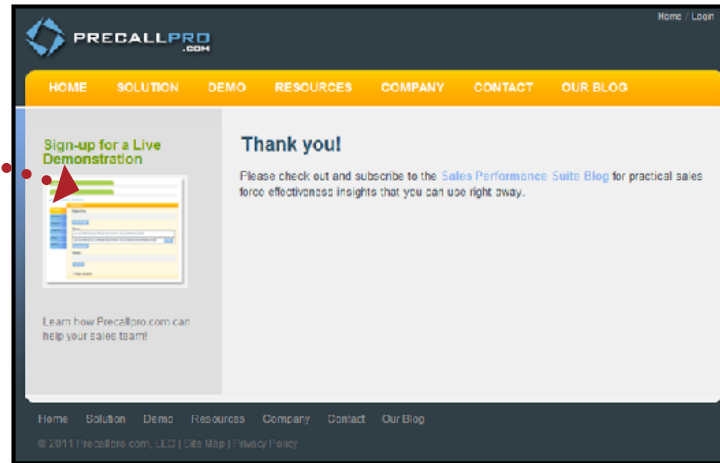 Home / Login
PRECALLPRO
.COM
HOME SOLUTION DEMO RESOURCES COMPANY CONTACT OUR BLOG
Sign-up for a Live
Demonstration
Thank you!
Please check out and subscribe to the Sales Performance Suite Blog for practical sales
force effectiveness insights that you can use right away.
Learn how Precallpro.com can
help your sales team!
Home Solution Demo Resources Company Contact Our Blog
© 2011 Precallpro.com, LLC | Site Map | Privacy Policy